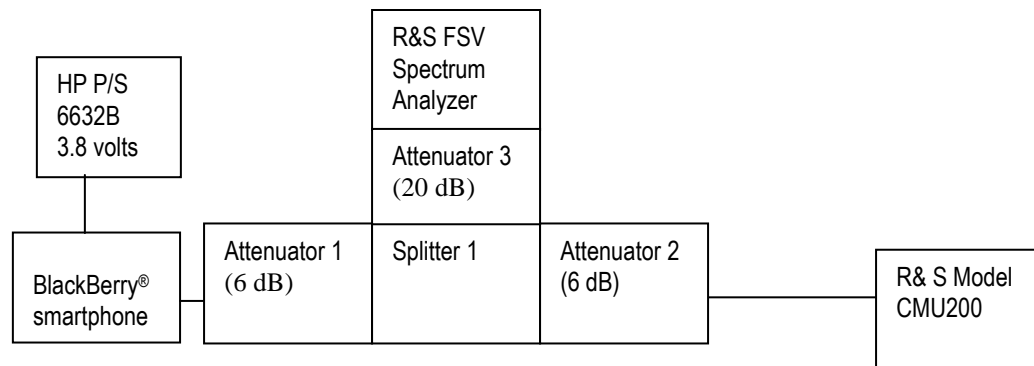 R&S FSV
Spectrum
Analyzer
HP P/S
6632B
3.8 volts
Attenuator 3
(20 dB)
BlackBerry®
smartphone
Attenuator 1
(6 dB)
Splitter 1
Attenuator 2
(6 dB)
R& S Model
CMU200